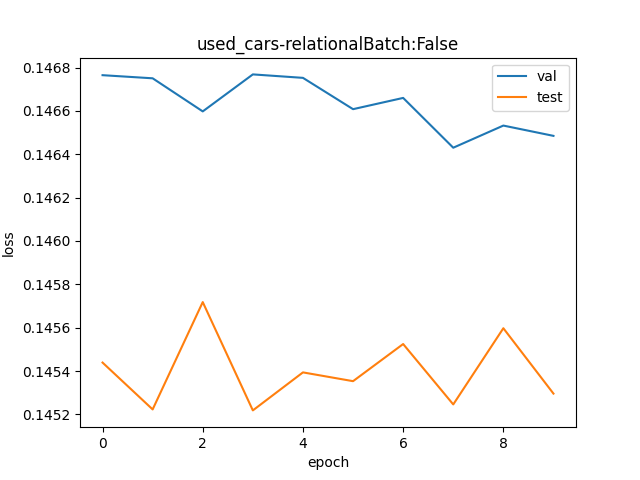 used_cars-relationalBatch:False
val
test
0.1468
0.1466
0.1464
0.1462
0.1460
0.1458
0.1456
0.1454
0.1452
loss
0 2 4 6 8
epoch